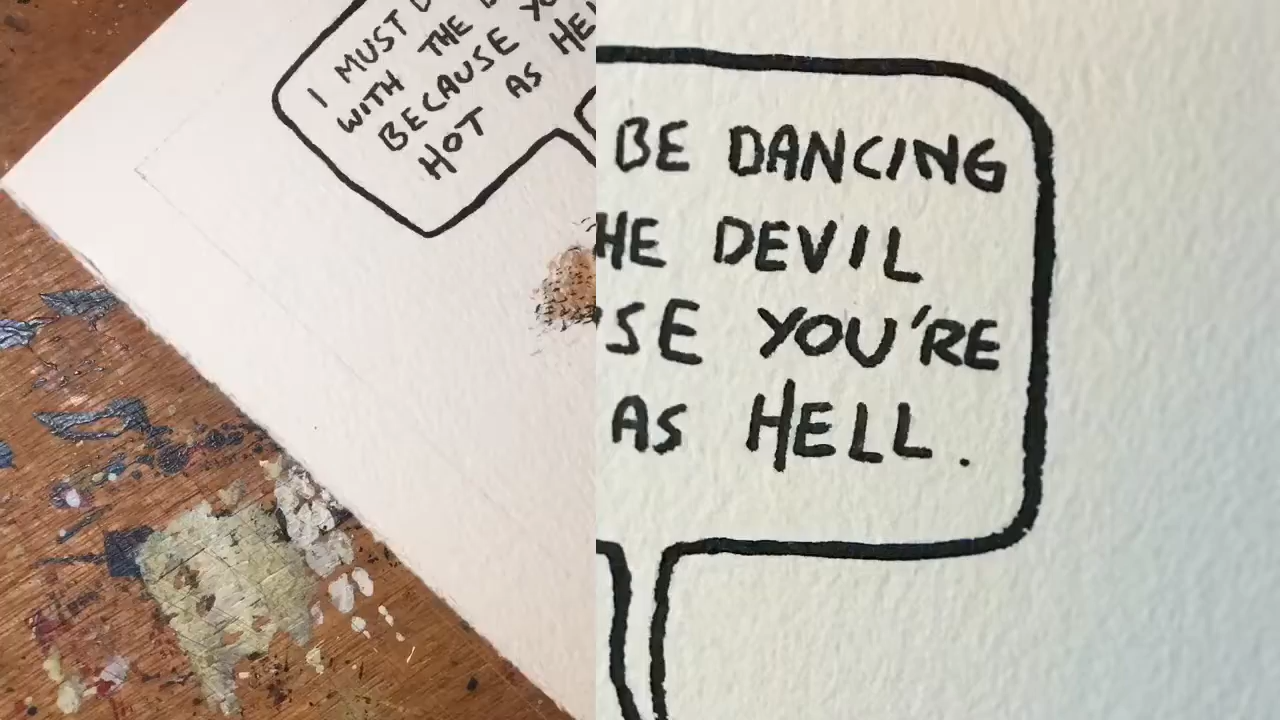 I MUST
WITH THE
BECAUSE
HOT AS
BE DANCING
HE DEVIL
SE YOU'RE
AS HELL.